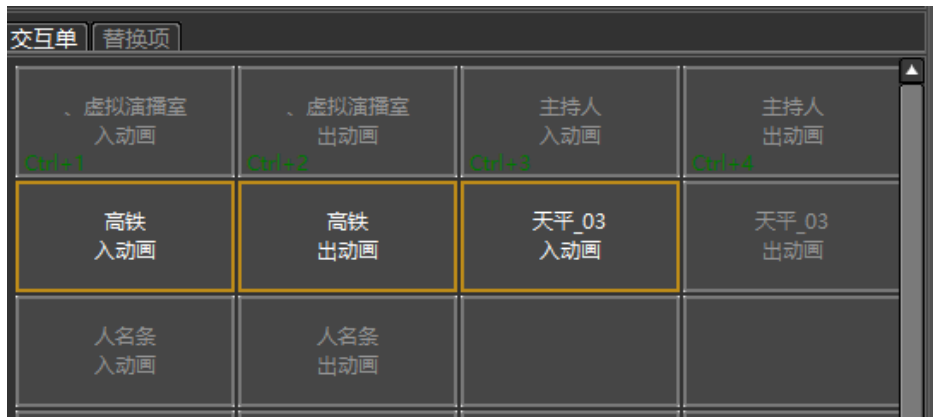 交互单 替换项
、虚拟演播室 、虚拟演播室 主持人 主持人
入动画 出动画 入动画 出动画
Ctrl+1 Ctrl+2 Ctrl+3 Ctrl+4
高铁 高铁 天平_03 天平_03
入动画 出动画 入动画 出动画
人名条 人名条
入动画 出动画